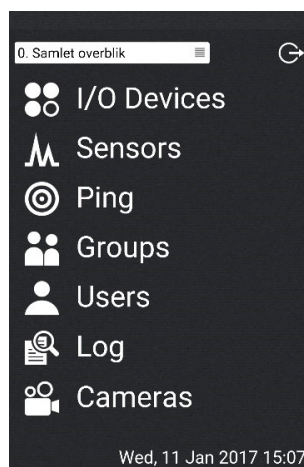 0. Samlet overblik
I/O Devices
Sensors
Ping
Groups
Users
Log
Cameras
Wed, 11 Jan 2017 15:07